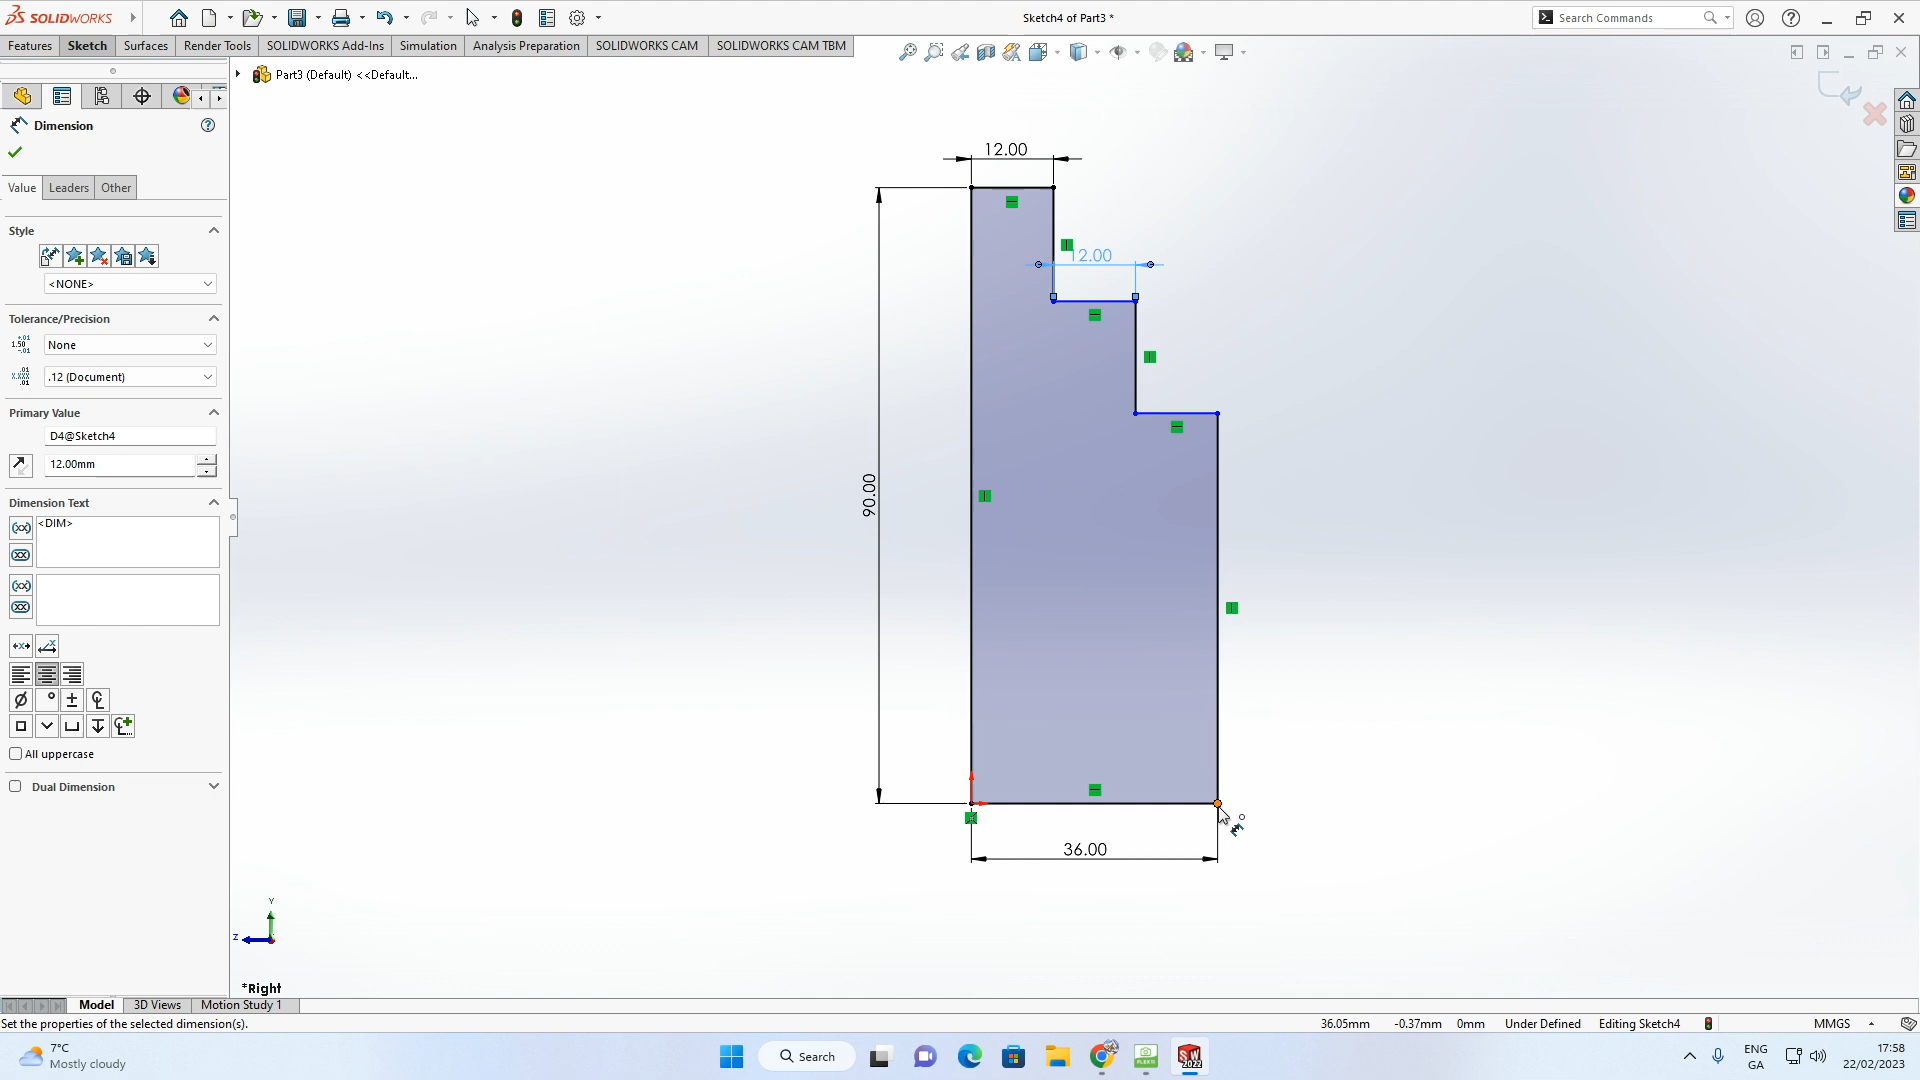 SOLIDWORKS
Sketch4 of Part3 *
Search Commands
Features
Sketch
Surfaces
Render Tools
SOLIDWORKS Add-Ins
Simulation
Analysis Preparation
SOLIDWORKS CAM
SOLIDWORKS CAM TBM
Part3 (Default) <<Default...
Dimension
Value
Leaders
Other
Style
<NONE>
Tolerance/Precision
None
.12 (Document)
Primary Value
D4@Sketch4
12.00mm
Dimension Text
<DIM>
All uppercase
Dual Dimension
12.00
12.00
90.00
36.00
Y
Z
*Right
Model
3D Views
Motion Study 1
Set the properties of the selected dimension(s).
36.05mm
-0.37mm
0mm
Under Defined
Editing Sketch4
MMGS
7°C
Mostly cloudy
Search
SW
2022
ENG
GA
17:58
22/02/2023